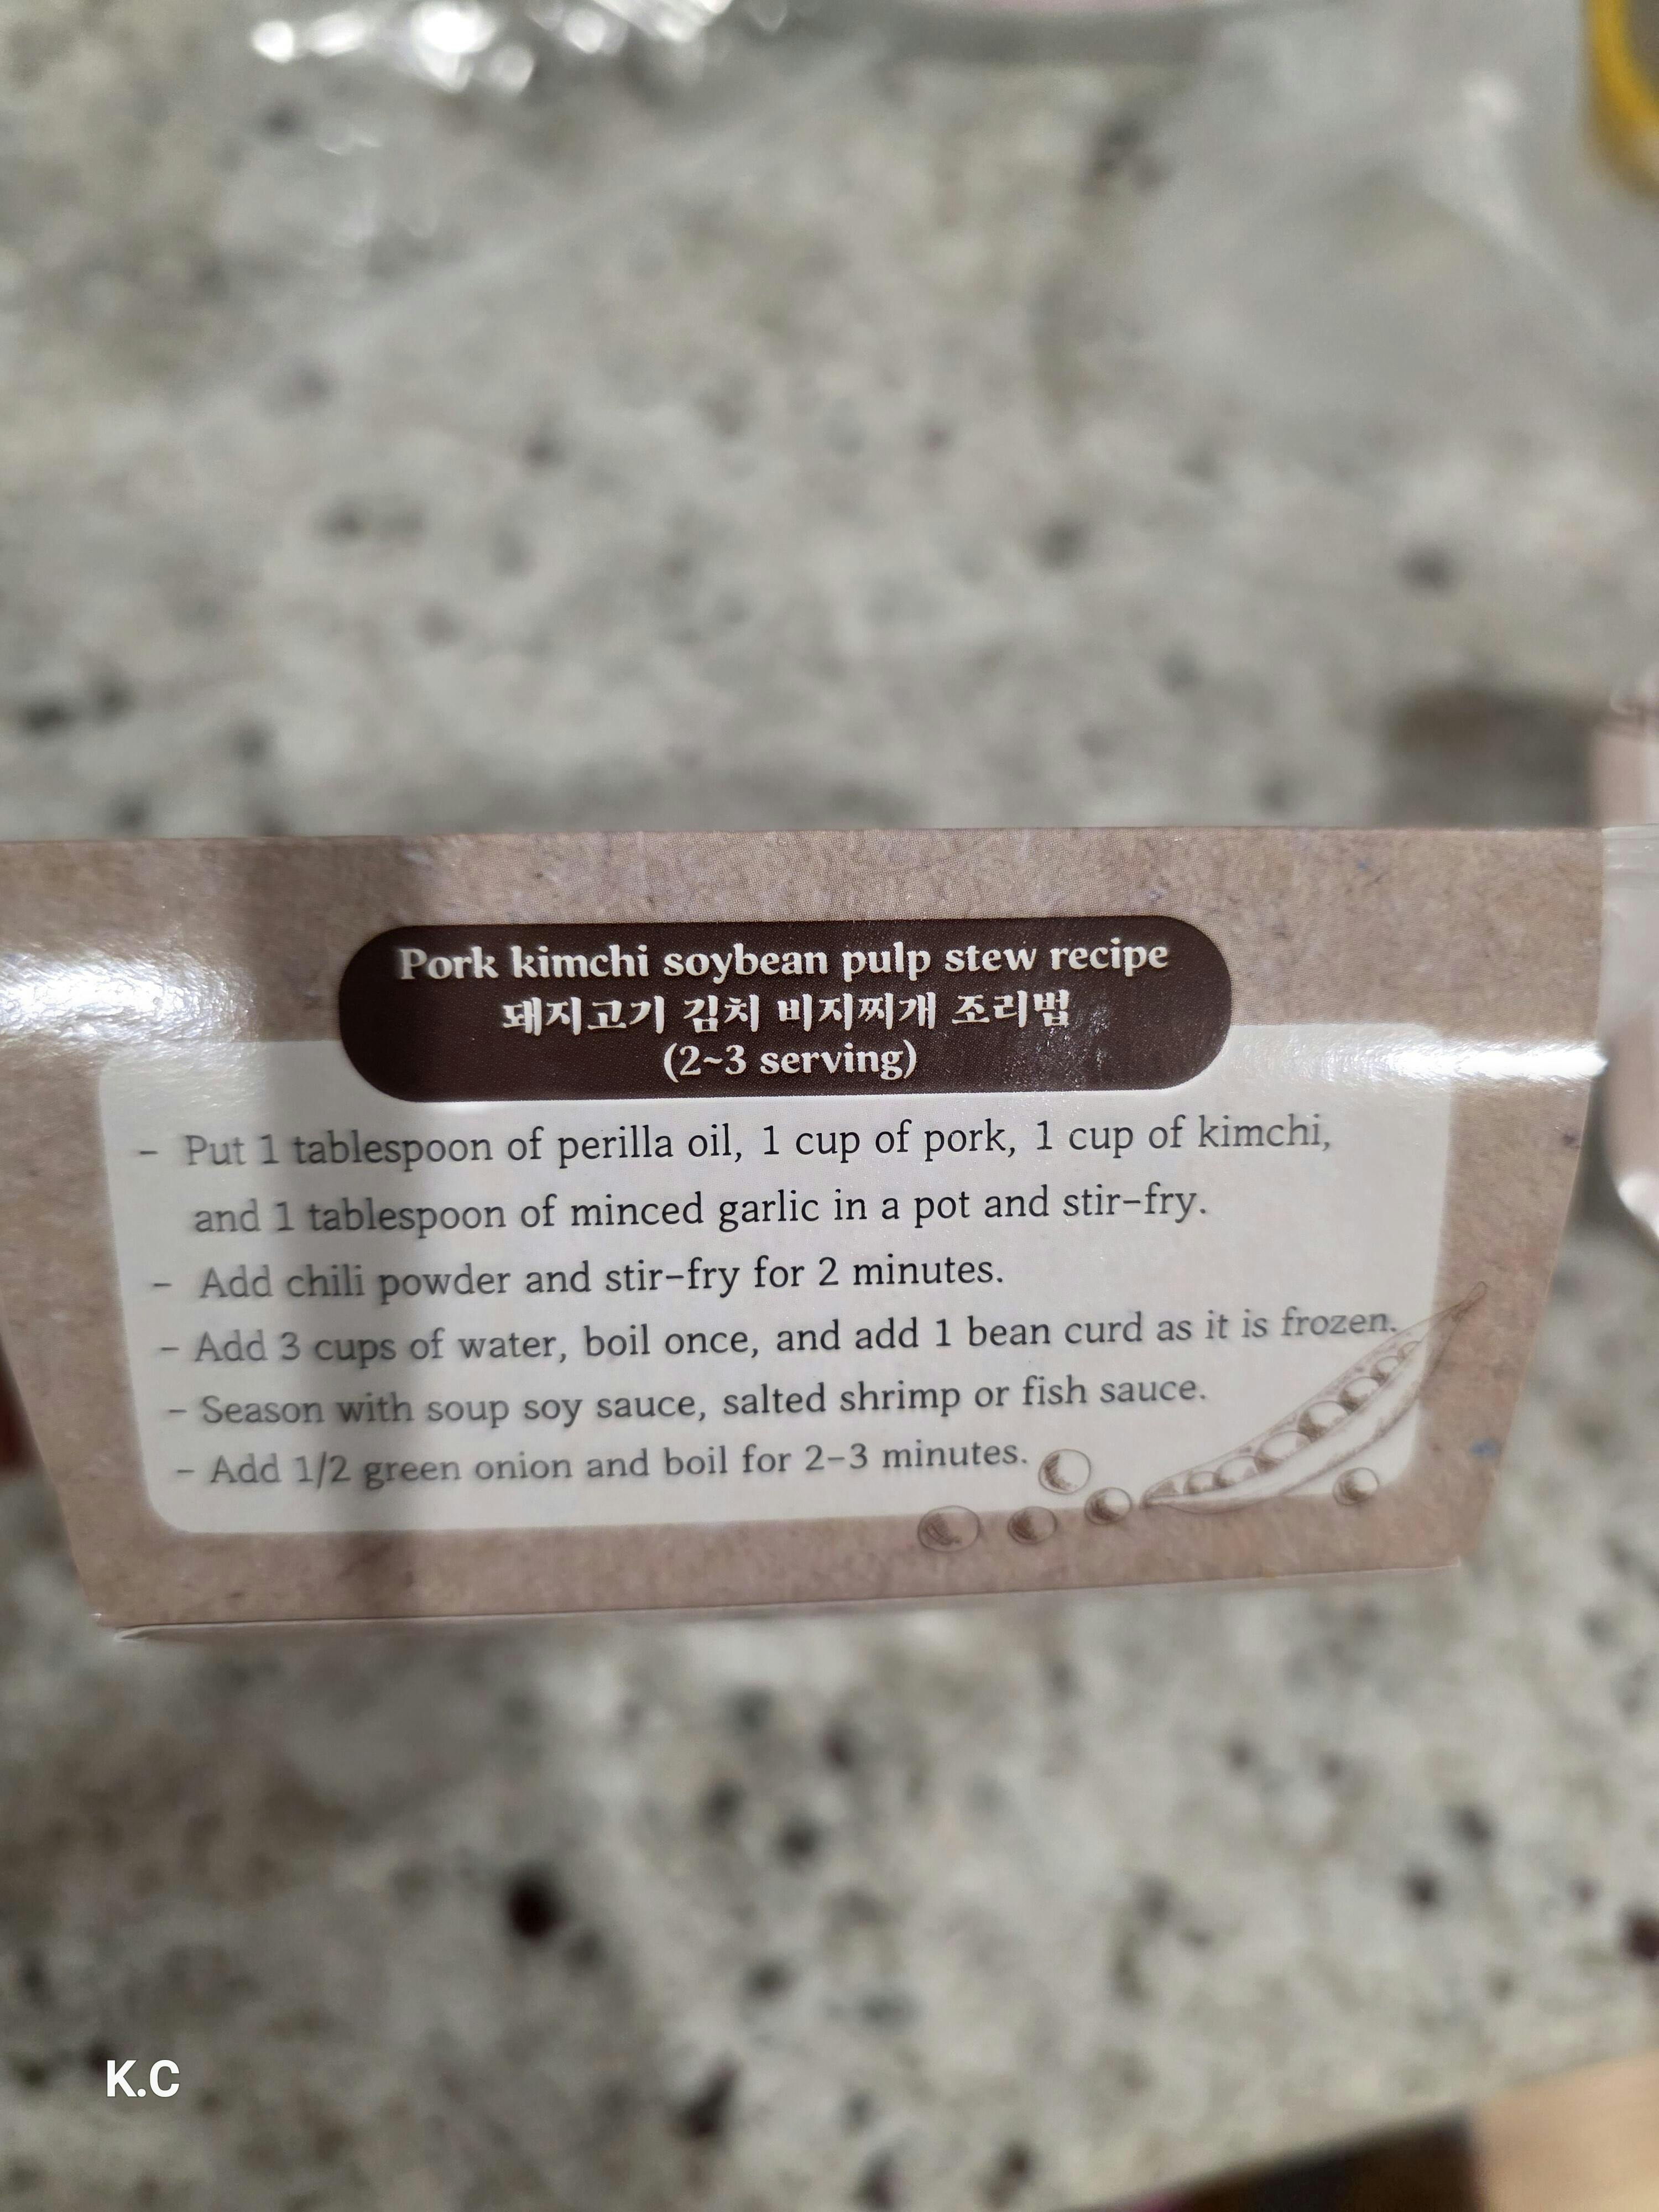 Pork kimchi soybean pulp stew recipe
돼지고기 김치 비지찌개 조리법
(2~3 serving)
- Put 1 tablespoon of perilla oil, 1 cup of pork, 1 cup of kimchi,
and 1 tablespoon of minced garlic in a pot and stir-fry.
- Add chili powder and stir-fry for 2 minutes.
- Add 3 cups of water, boil once, and add 1 bean curd as it is frozen.
- Season with soup soy sauce, salted shrimp or fish sauce.
- Add 1/2 green onion and boil for 2-3 minutes.
K.C